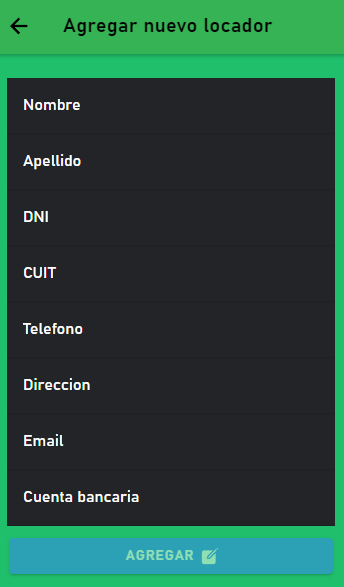 Agregar nuevo locador
Nombre
Apellido
DNI
CUIT
Telefono
Direccion
Email
Cuenta bancaria
AGREGAR